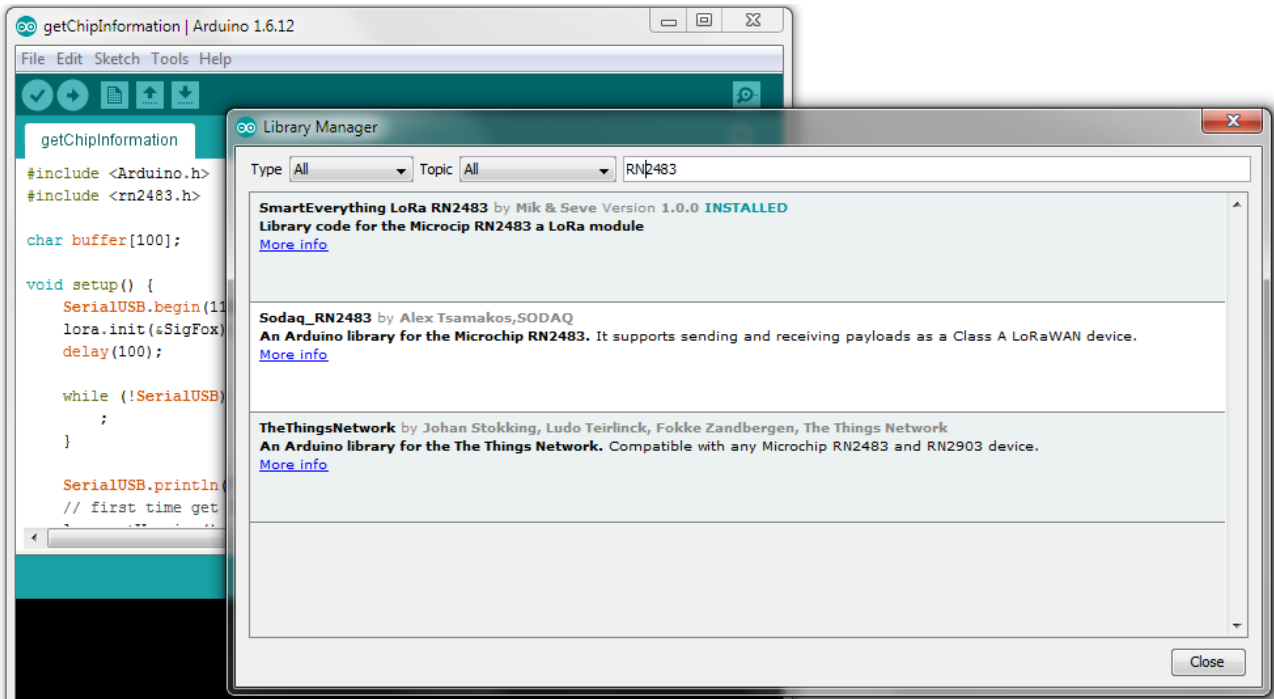 getChipInformation | Arduino 1.6.12
File Edit Sketch Tools Help
getChipInformation
#include <Arduino.h>
#include <rn2483.h>
char buffer[100];
void setup() {
SerialUSB.begin(11
lora.init(&SigFox)
delay(100);
while (!SerialUSB)
;
}
SerialUSB.println(
// first time get
Library Manager
Type All Topic All RN2483
SmartEverything LoRa RN2483 by Mik & Seve Version 1.0.0 INSTALLED
Library code for the Microcip RN2483 a LoRa module
More info
Sodaq_RN2483 by Alex Tsamakos,SODAQ
An Arduino library for the Microchip RN2483. It supports sending and receiving payloads as a Class A LoRaWAN device.
More info
TheThingsNetwork by Johan Stokking, Ludo Teirlinck, Fokke Zandbergen, The Things Network
An Arduino library for the The Things Network. Compatible with any Microchip RN2483 and RN2903 device.
More info
Close